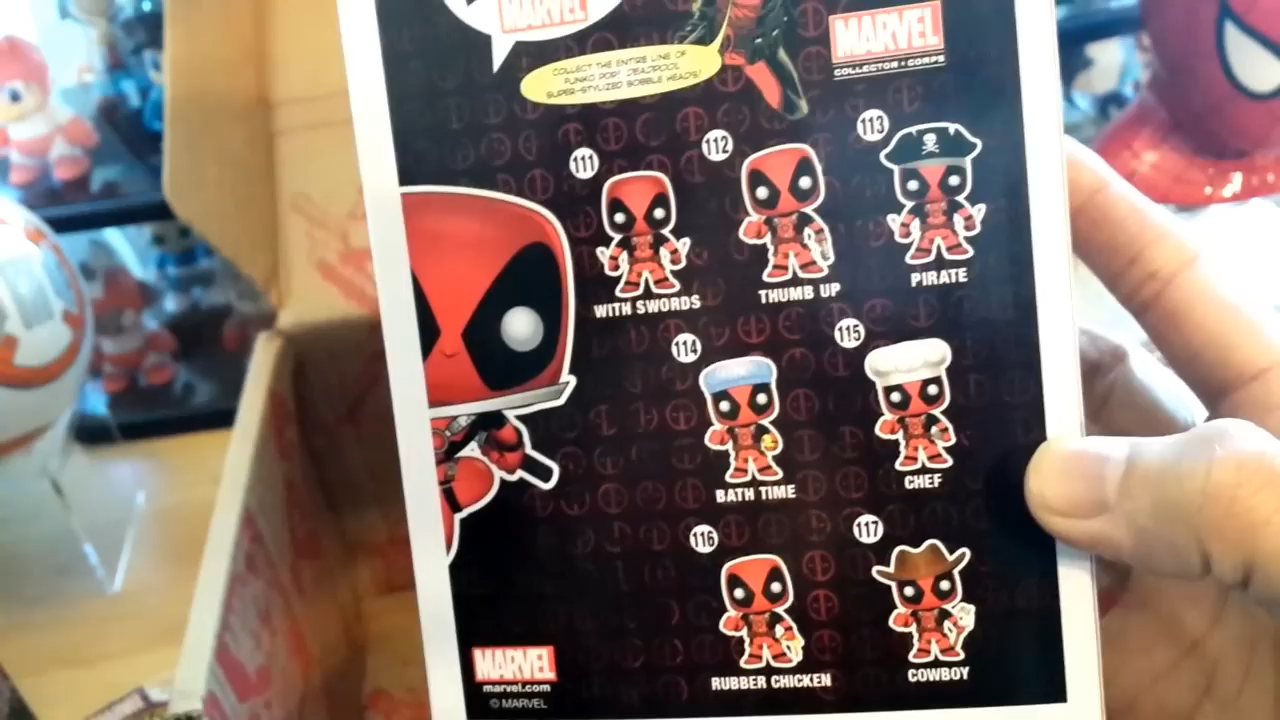 MARVEL
MARVEL
COLLECTOR CORPS
COLLECT THE ENTIRE LINE OF
FUNKO POP! DEADPOOL
SUPER-STYLIZED BOBBLE HEADS!
111
WITH SWORDS
112
THUMB UP
113
PIRATE
114
BATH TIME
115
CHEF
116
RUBBER CHICKEN
117
COWBOY
MARVEL
marvel.com
© MARVEL